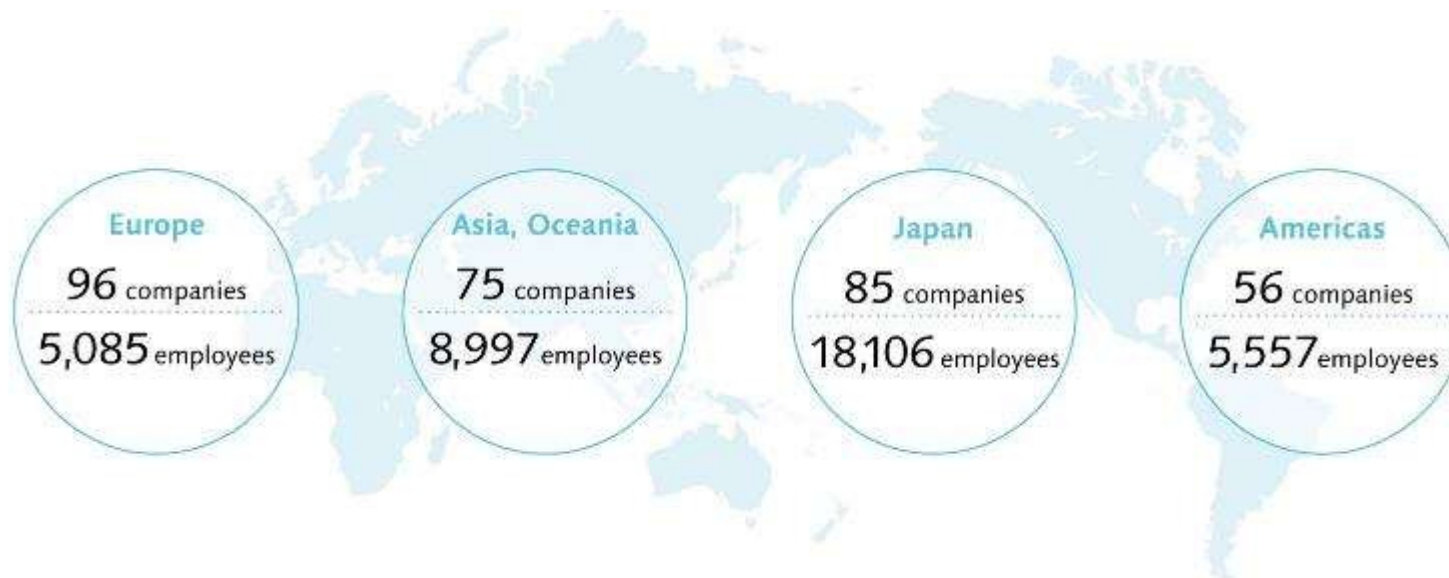 Europe
96 companies
5,085 employees
Asia, Oceania
75 companies
8,997 employees
Japan
85 companies
18,106 employees
Americas
56 companies
5,557 employees